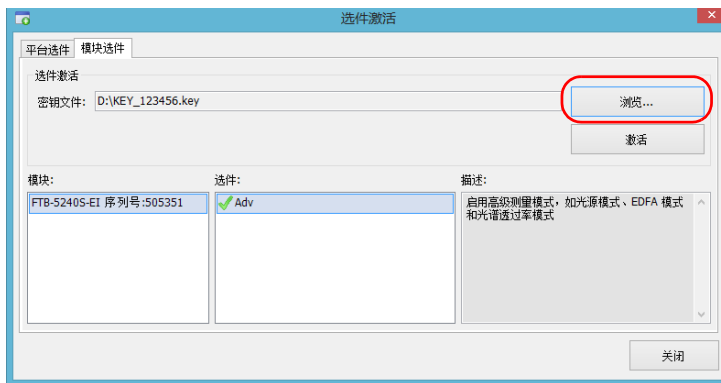 选件激活
平台选件 模块选件
选件激活
密钥文件: D:\KEY_123456.key 浏览...
激活
模块: 选件: 描述:
FTB-5240S-EI 序列号:505351 Adv 启用高级测量模式，如光源模式、EDFA 模式
和光谱透过率模式
关闭